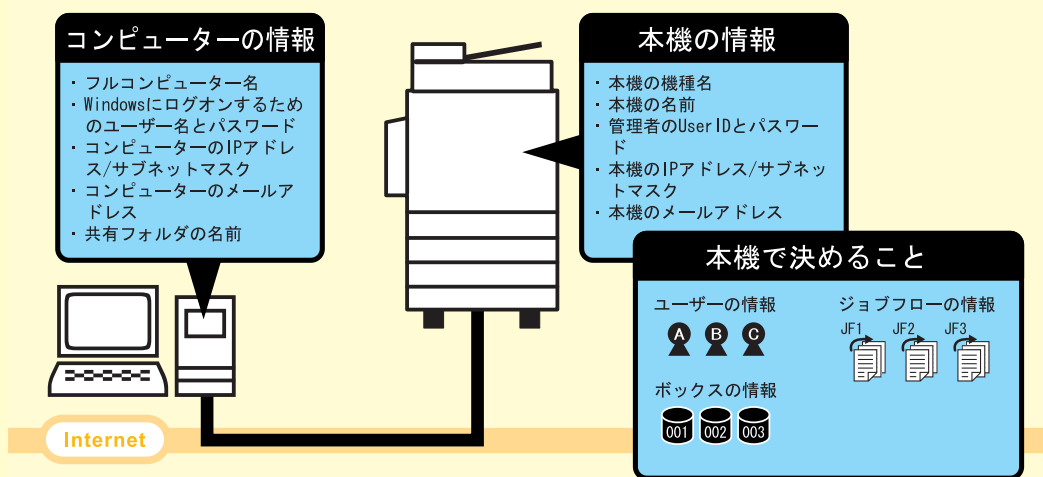 コンピューターの情報
・ フルコンピューター名
・ Windowsにログオンするため
のユーザー名とパスワード
・ コンピューターのIPアドレ
ス/サブネットマスク
・ コンピューターのメールア
ドレス
・ 共有フォルダの名前
本機の情報
・ 本機の機種名
・ 本機の名前
・ 管理者のUserIDとパスワー
ド
・ 本機のIPアドレス/サブネッ
トマスク
・ 本機のメールアドレス
本機で決めること
ユーザーの情報
A B C
ジョブフローの情報
JF1 JF2 JF3
ボックスの情報
001 002 003
Internet